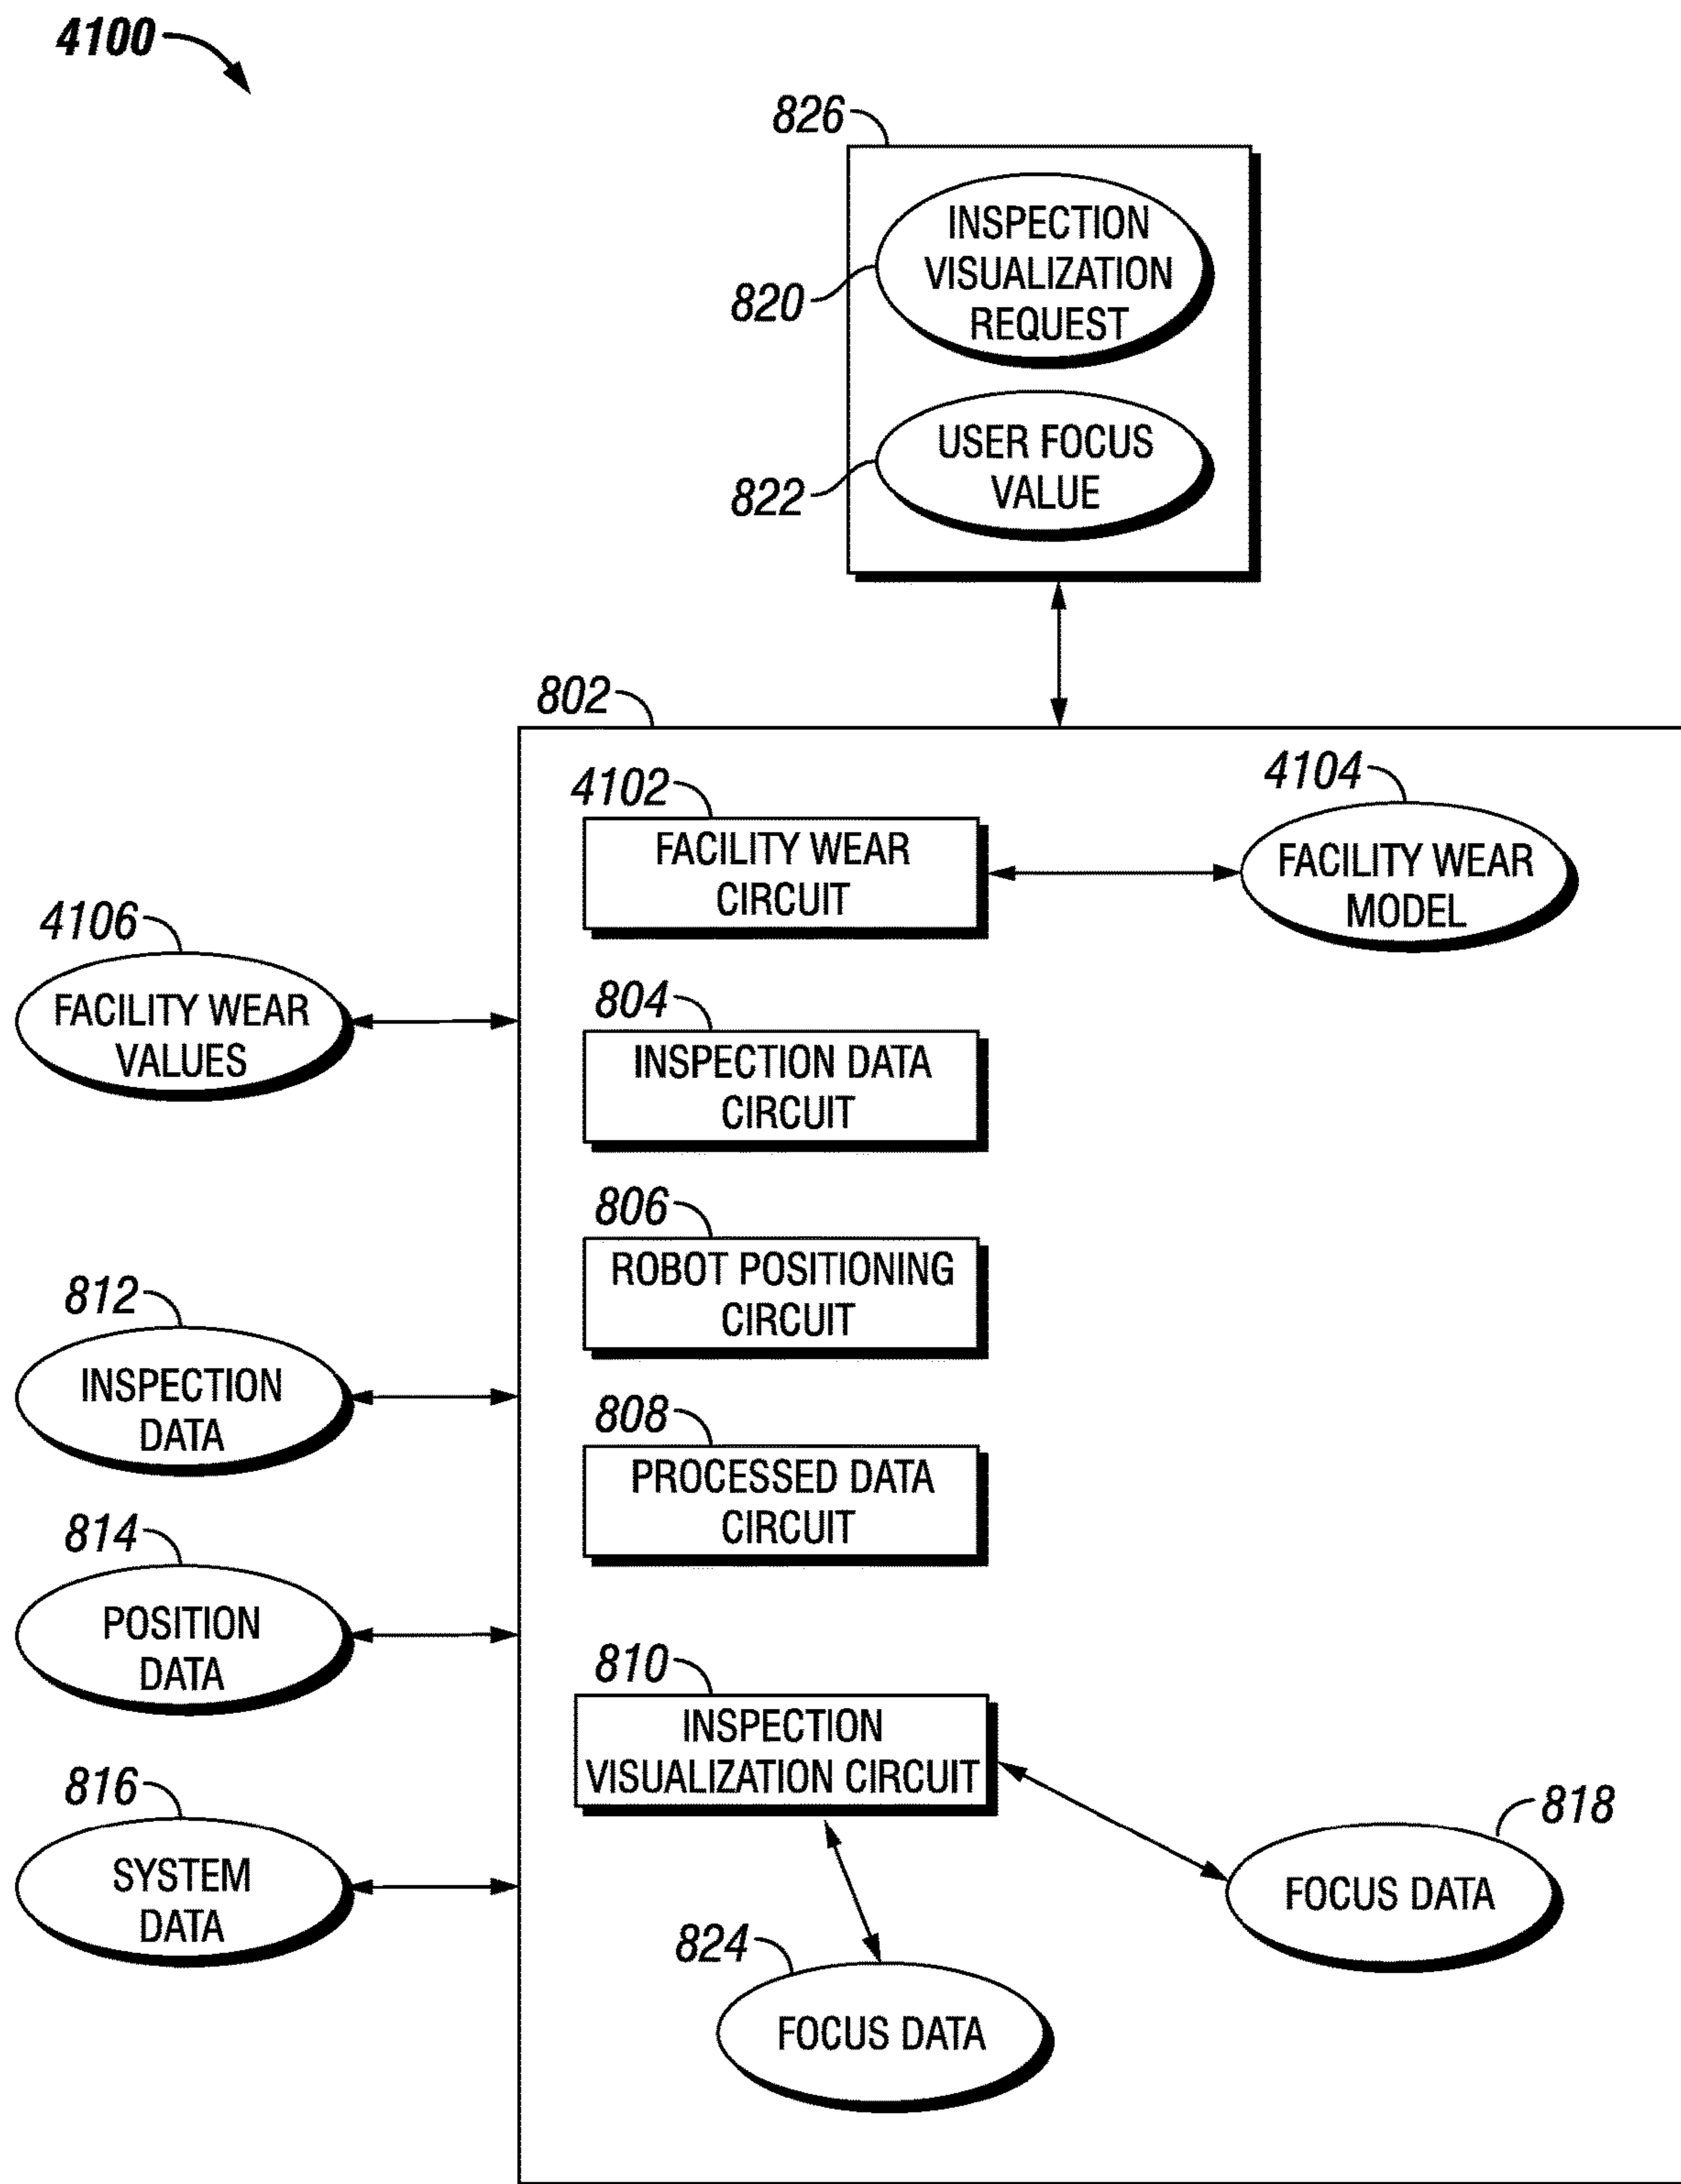 4100
826
INSPECTION
VISUALIZATION
REQUEST
820
USER FOCUS
VALUE
822
802
4102
FACILITY WEAR
CIRCUIT
4104
FACILITY WEAR
MODEL
4106
FACILITY WEAR
VALUES
804
INSPECTION DATA
CIRCUIT
806
ROBOT POSITIONING
CIRCUIT
812
INSPECTION
DATA
808
PROCESSED DATA
CIRCUIT
814
POSITION
DATA
810
INSPECTION
VISUALIZATION CIRCUIT
816
SYSTEM
DATA
818
FOCUS DATA
824
FOCUS DATA